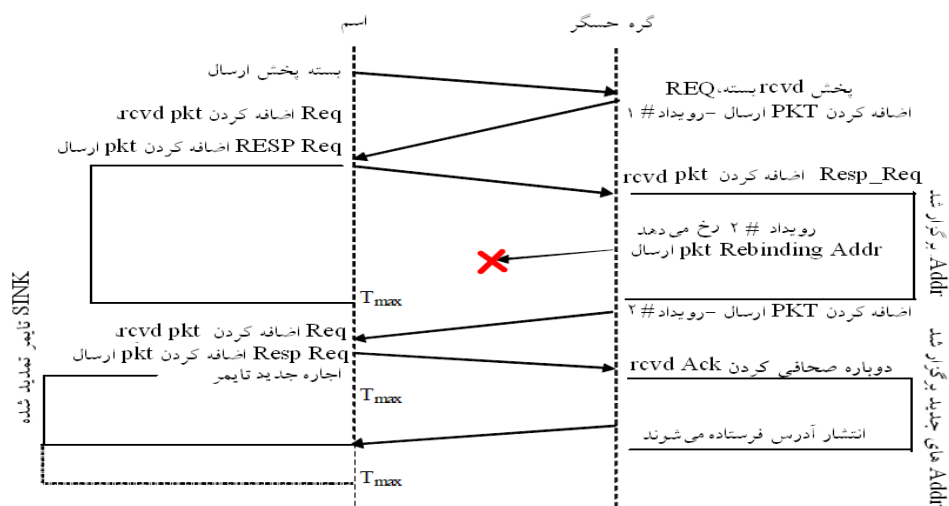 گره حسگر
اسم
بسته پخش ارسال
پخش rcvd بسته،REQ
اضافه کردن PKT ارسال –رویداد# ۱
Req اضافه کردن rcvd pkt.
RESP Req اضافه کردن pkt ارسال
Resp_Req اضافه کردن rcvd pkt
رویداد # ۲ رخ می دهد
pkt Rebinding Addr ارسال
Addr برگزار شد
Tmax
SINK تایمر تمدید شده
اضافه کردن PKT ارسال –رویداد# ۲
Req اضافه کردن rcvd pkt.
Resp Req اضافه کردن pkt ارسال
اجاره جدید تایمر
دوباره صحافی کردن rcvd Ack
Tmax
انتشار آدرس فرستاده می شوند
Addr های جدید برگزار شد
Tmax